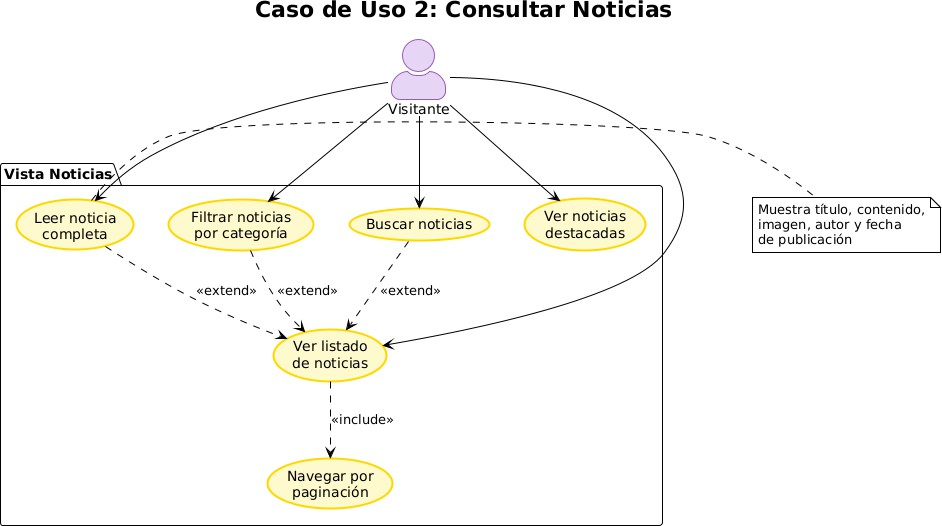 Caso de Uso 2: Consultar Noticias
Visitante
Vista Noticias
Leer noticia
completa
Filtrar noticias
por categoría
Buscar noticias
Ver noticias
destacadas
Muestra título, contenido,
imagen, autor y fecha
de publicación
«extend»
«extend»
«extend»
Ver listado
de noticias
«include»
Navegar por
paginación